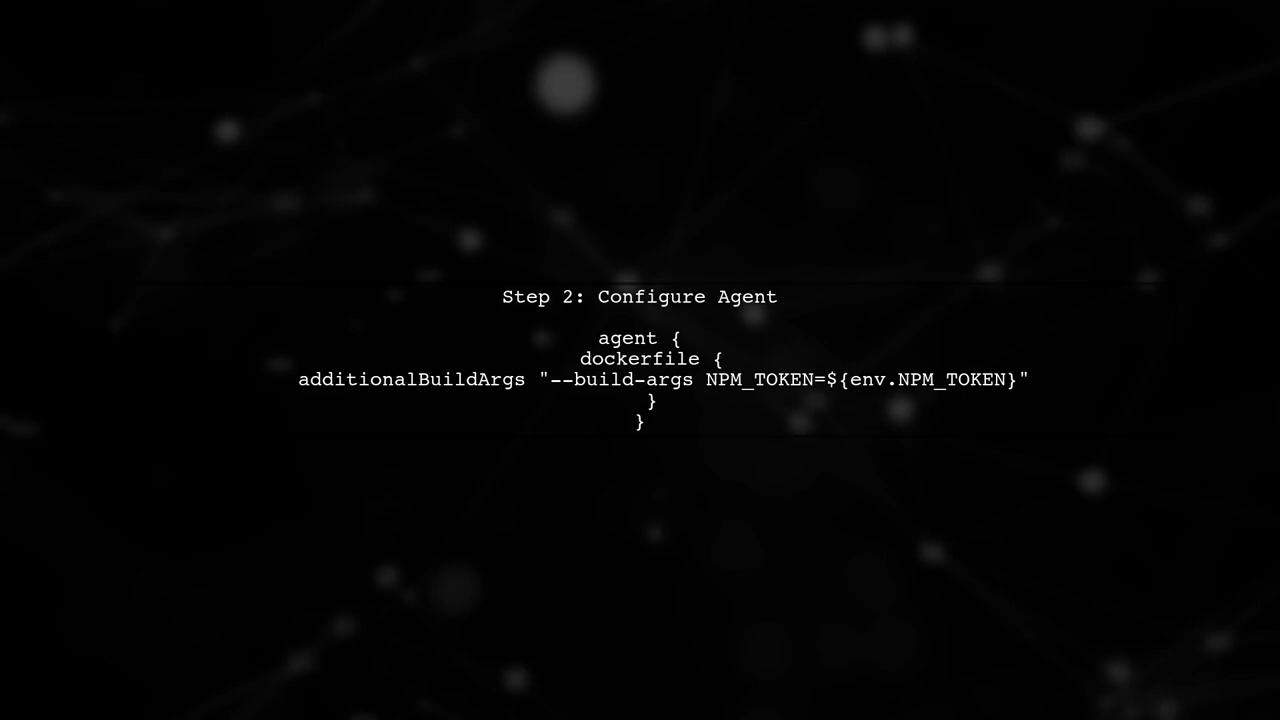 Step 2: Configure Agent
agent {
dockerfile {
additionalBuildArgs "--build-args NPM_TOKEN=${env.NPM_TOKEN}"
}
}